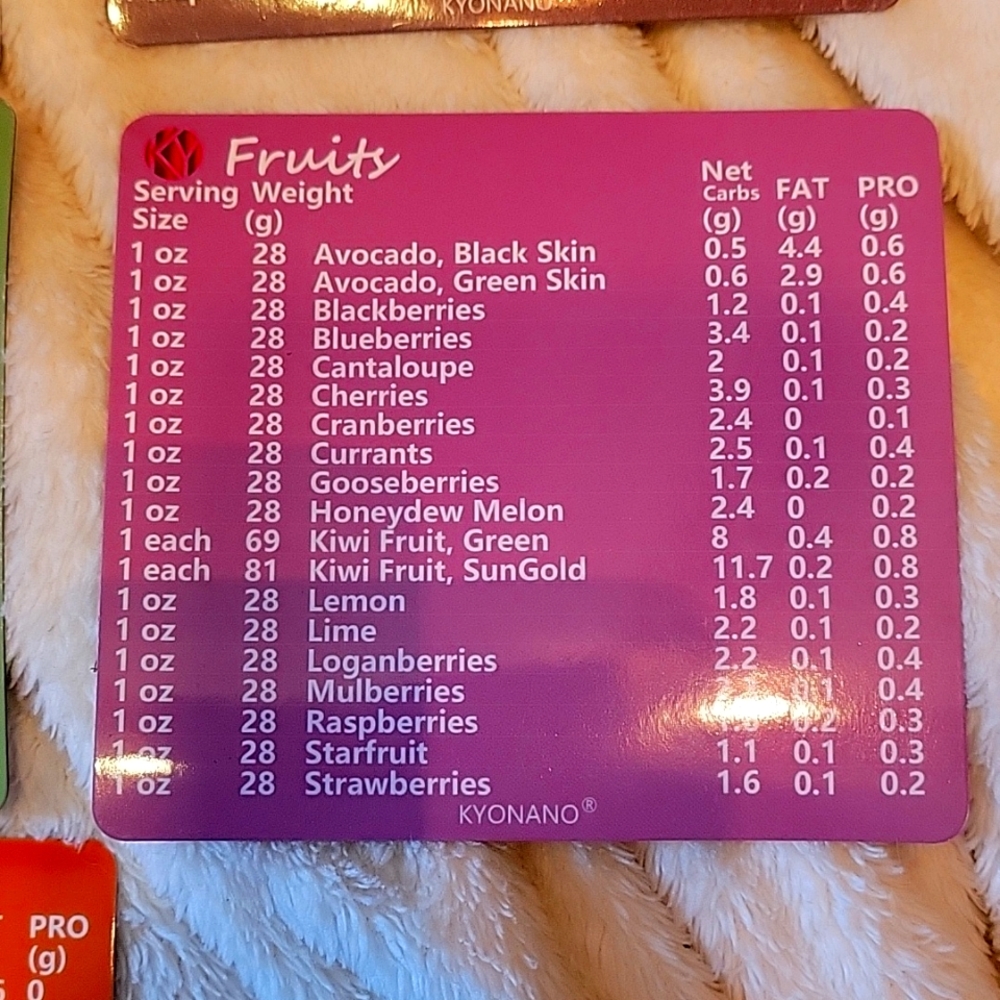 KYONANO
KY Fruits
Serving Weight Net
Size (g) Carbs FAT PRO
(g) (g) (g)
1 oz 28 Avocado, Black Skin 0.5 4.4 0.6
1 oz 28 Avocado, Green Skin 0.6 2.9 0.6
1 oz 28 Blackberries 1.2 0.1 0.4
1 oz 28 Blueberries 3.4 0.1 0.2
1 oz 28 Cantaloupe 2 0.1 0.2
1 oz 28 Cherries 3.9 0.1 0.3
1 oz 28 Cranberries 2.4 0 0.1
1 oz 28 Currants 2.5 0.1 0.4
1 oz 28 Gooseberries 1.7 0.2 0.2
1 oz 28 Honeydew Melon 2.4 0 0.2
1 each 69 Kiwi Fruit, Green 8 0.4 0.8
1 each 81 Kiwi Fruit, SunGold 11.7 0.2 0.8
1 oz 28 Lemon 1.8 0.1 0.3
1 oz 28 Lime 2.2 0.1 0.2
1 oz 28 Loganberries 2.2 0.1 0.4
1 oz 28 Mulberries 0.1 0.4
1 oz 28 Raspberries 0.2 0.3
1 oz 28 Starfruit 1.1 0.1 0.3
1 oz 28 Strawberries 1.6 0.1 0.2
KYONANO®
PRO
(g)
0